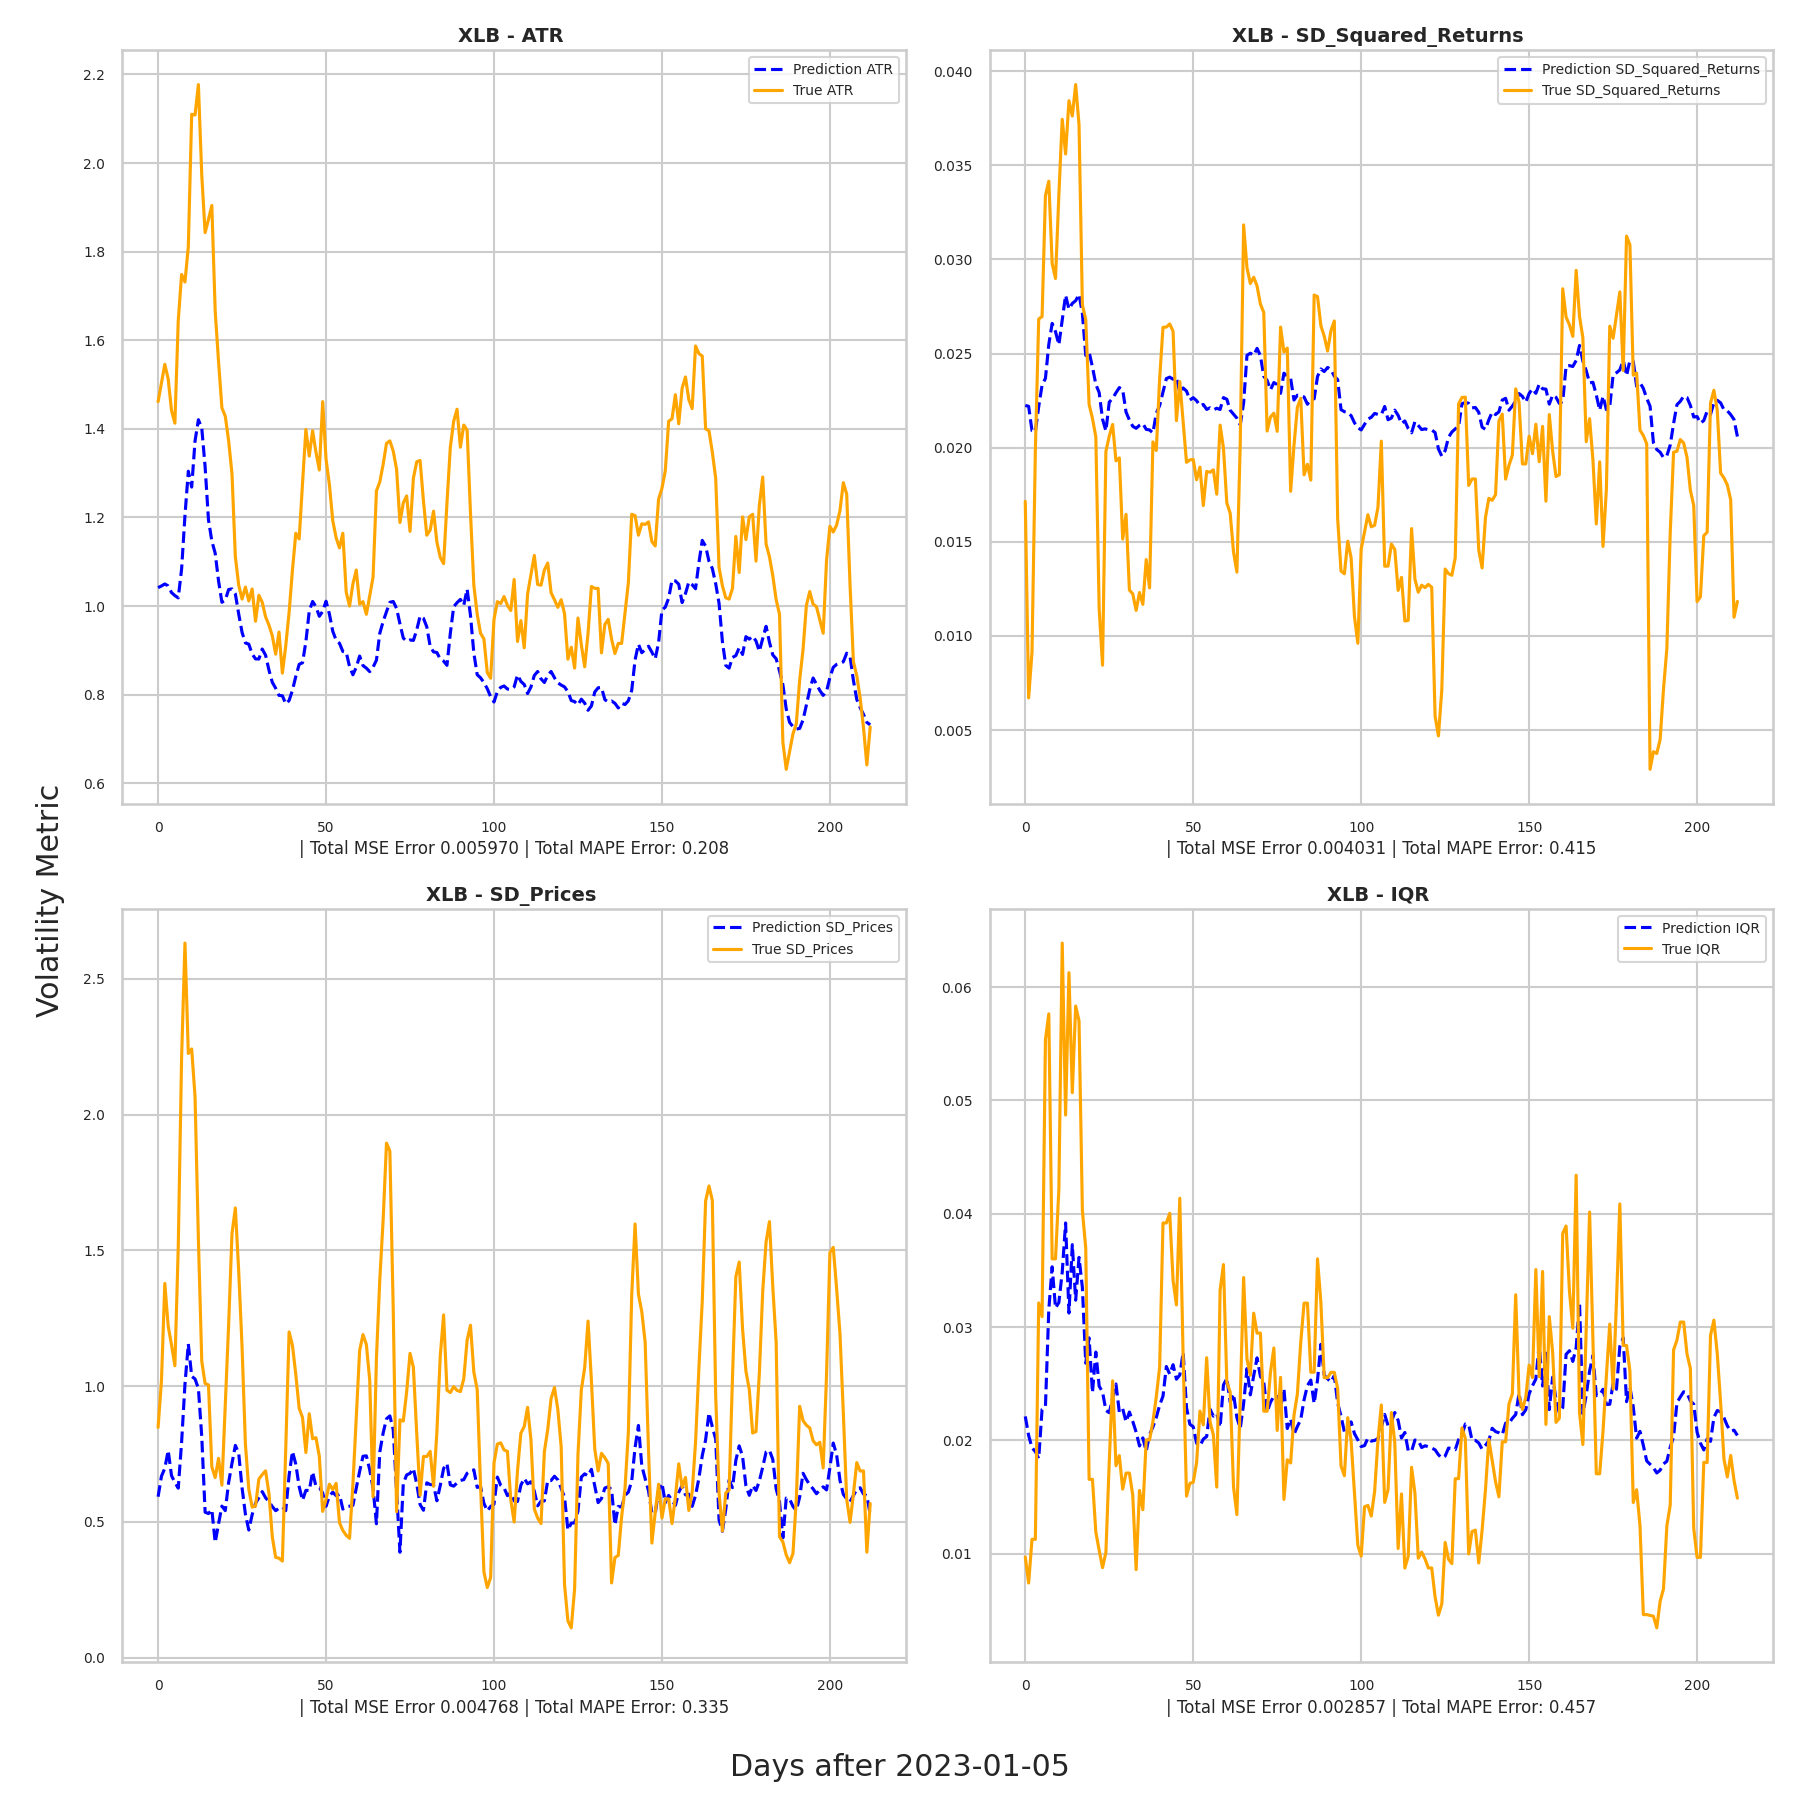 XLB - ATR
2.2
2.0
1.8
1.6
1.4
1.2
1.0
0.8
0.6
Prediction ATR
True ATR
0 50 100 150 200
| Total MSE Error 0.005970 | Total MAPE Error: 0.208
XLB - SD_Squared_Returns
0.040
0.035
0.030
0.025
0.020
0.015
0.010
0.005
Prediction SD_Squared_Returns
True SD_Squared_Returns
0 50 100 150 200
| Total MSE Error 0.004031 | Total MAPE Error: 0.415
Volatility Metric
XLB - SD_Prices
2.5
2.0
1.5
1.0
0.5
0.0
Prediction SD_Prices
True SD_Prices
0 50 100 150 200
| Total MSE Error 0.004768 | Total MAPE Error: 0.335
XLB - IQR
0.06
0.05
0.04
0.03
0.02
0.01
Prediction IQR
True IQR
0 50 100 150 200
| Total MSE Error 0.002857 | Total MAPE Error: 0.457
Days after 2023-01-05